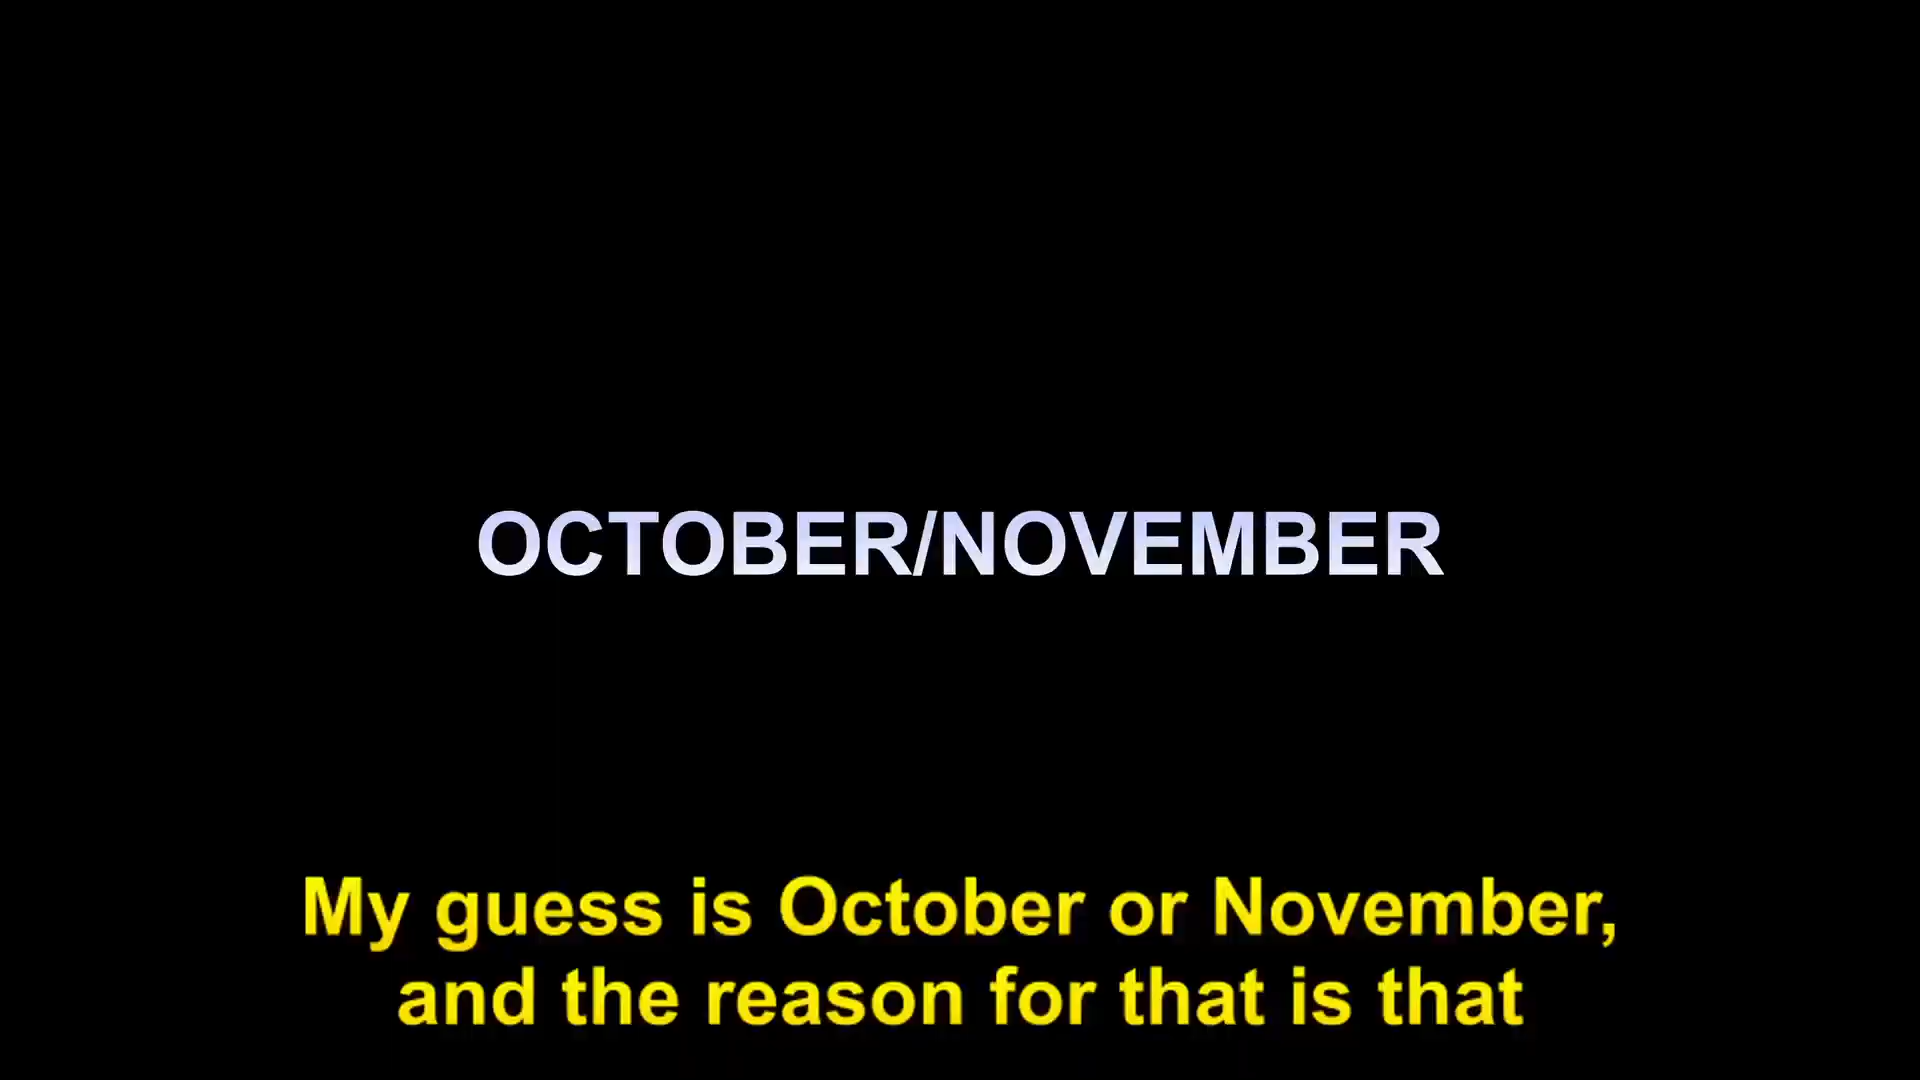 OCTOBER/NOVEMBER
My guess is October or November,
and the reason for that is that